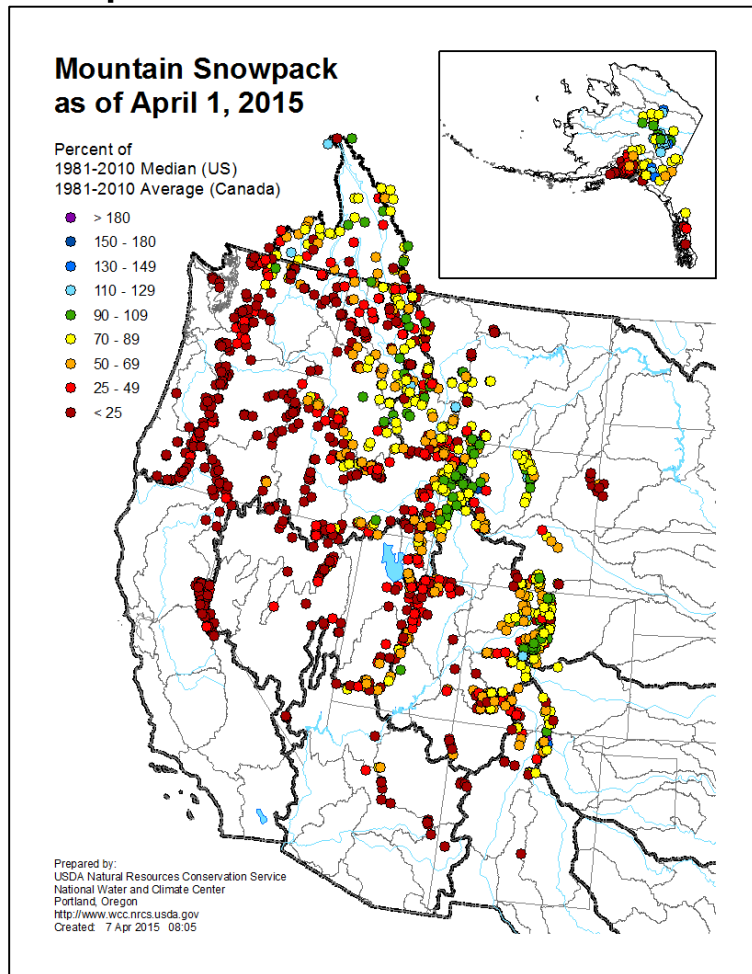 Mountain Snowpack
as of April 1, 2015
Percent of
1981-2010 Median (US)
1981-2010 Average (Canada)
> 180
150 - 180
130 - 149
110 - 129
90 - 109
70 - 89
50 - 69
25 - 49
< 25
Prepared by:
USDA Natural Resources Conservation Service
National Water and Climate Center
Portland, Oregon
http://www.wcc.nrcs.usda.gov
Created: 7 Apr 2015 08:05